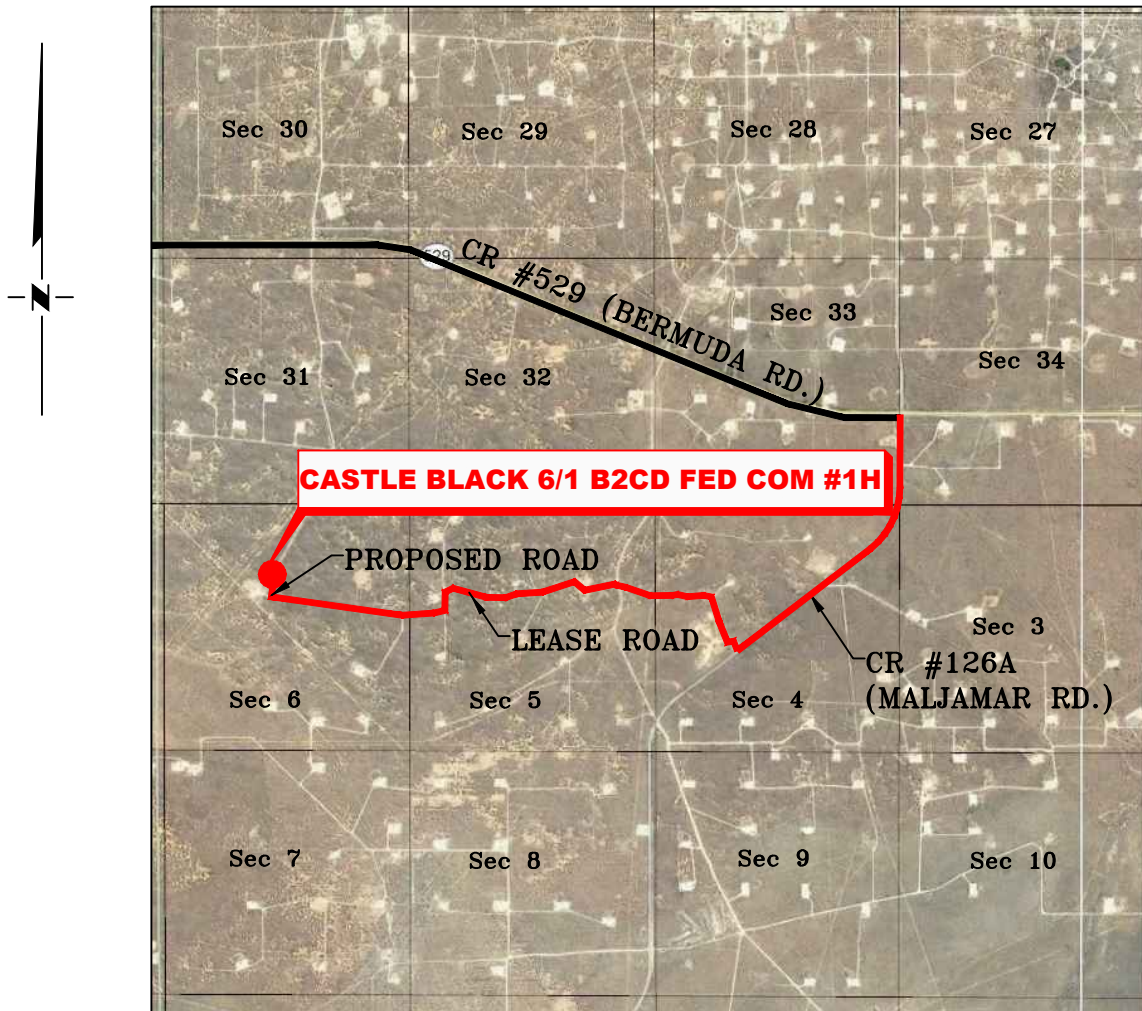 Sec 30
Sec 29
Sec 28
Sec 27
529
CR #529 (BERMUDA RD.)
Sec 33
Sec 34
Sec 31
Sec 32
CASTLE BLACK 6/1 B2CD FED COM #1H
PROPOSED ROAD
LEASE ROAD
Sec 3
CR #126A
(MALJAMAR RD.)
Sec 6
Sec 5
Sec 4
Sec 7
Sec 8
Sec 9
Sec 10
N